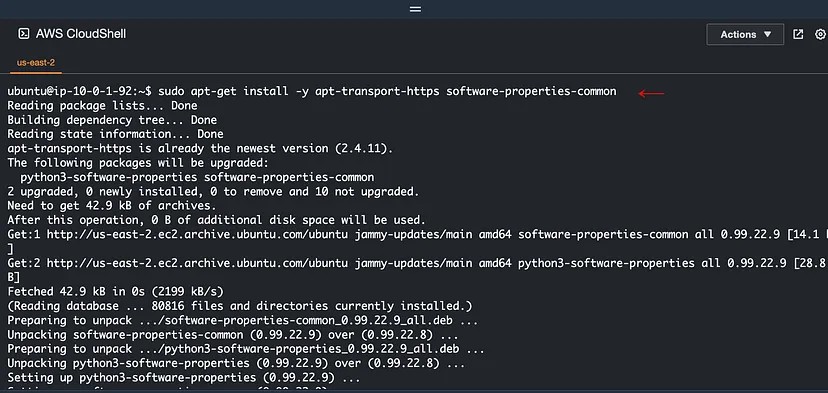 AWS CloudShell
Actions
us-east-2
ubuntu@ip-10-0-1-92:~$ sudo apt-get install -y apt-transport-https software-properties-common
Reading package lists... Done
Building dependency tree... Done
Reading state information... Done
apt-transport-https is already the newest version (2.4.11).
The following packages will be upgraded:
  python3-software-properties software-properties-common
2 upgraded, 0 newly installed, 0 to remove and 10 not upgraded.
Need to get 42.9 kB of archives.
After this operation, 0 B of additional disk space will be used.
Get:1 http://us-east-2.ec2.archive.ubuntu.com/ubuntu jammy-updates/main amd64 software-properties-common all 0.99.22.9 [14.1
]
Get:2 http://us-east-2.ec2.archive.ubuntu.com/ubuntu jammy-updates/main amd64 python3-software-properties all 0.99.22.9 [28.8
B]
Fetched 42.9 kB in 0s (2199 kB/s)
(Reading database ... 80816 files and directories currently installed.)
Preparing to unpack .../software-properties-common_0.99.22.9_all.deb ...
Unpacking software-properties-common (0.99.22.9) over (0.99.22.8) ...
Preparing to unpack .../python3-software-properties_0.99.22.9_all.deb ...
Unpacking python3-software-properties (0.99.22.9) over (0.99.22.8) ...
Setting up python3-software-properties (0.99.22.9) ...